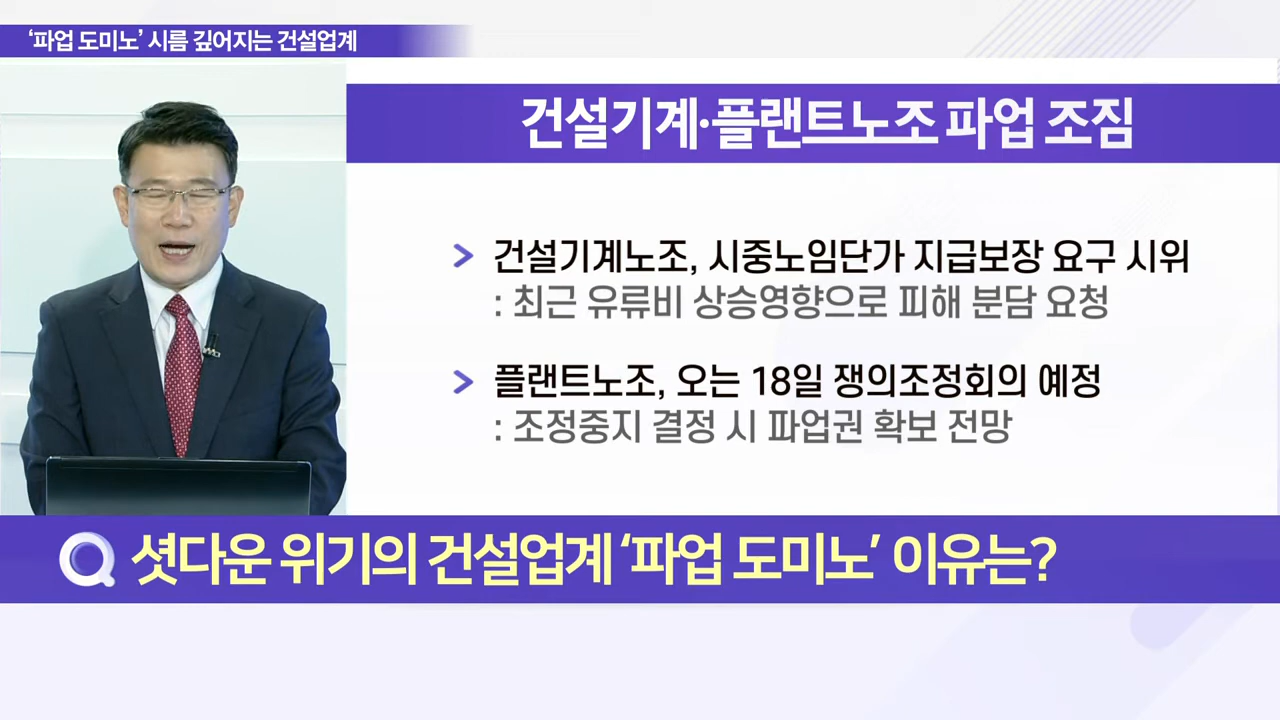 ‘파업 도미노’ 시름 깊어지는 건설업계
건설기계·플랜트노조 파업 조짐
건설기계노조, 시중노임단가 지급보장 요구 시위
: 최근 유류비 상승영향으로 피해 분담 요청
플랜트노조, 오는 18일 쟁의조정회의 예정
: 조정중지 결정 시 파업권 확보 전망
셧다운 위기의 건설업계 ‘파업 도미노’ 이유는?